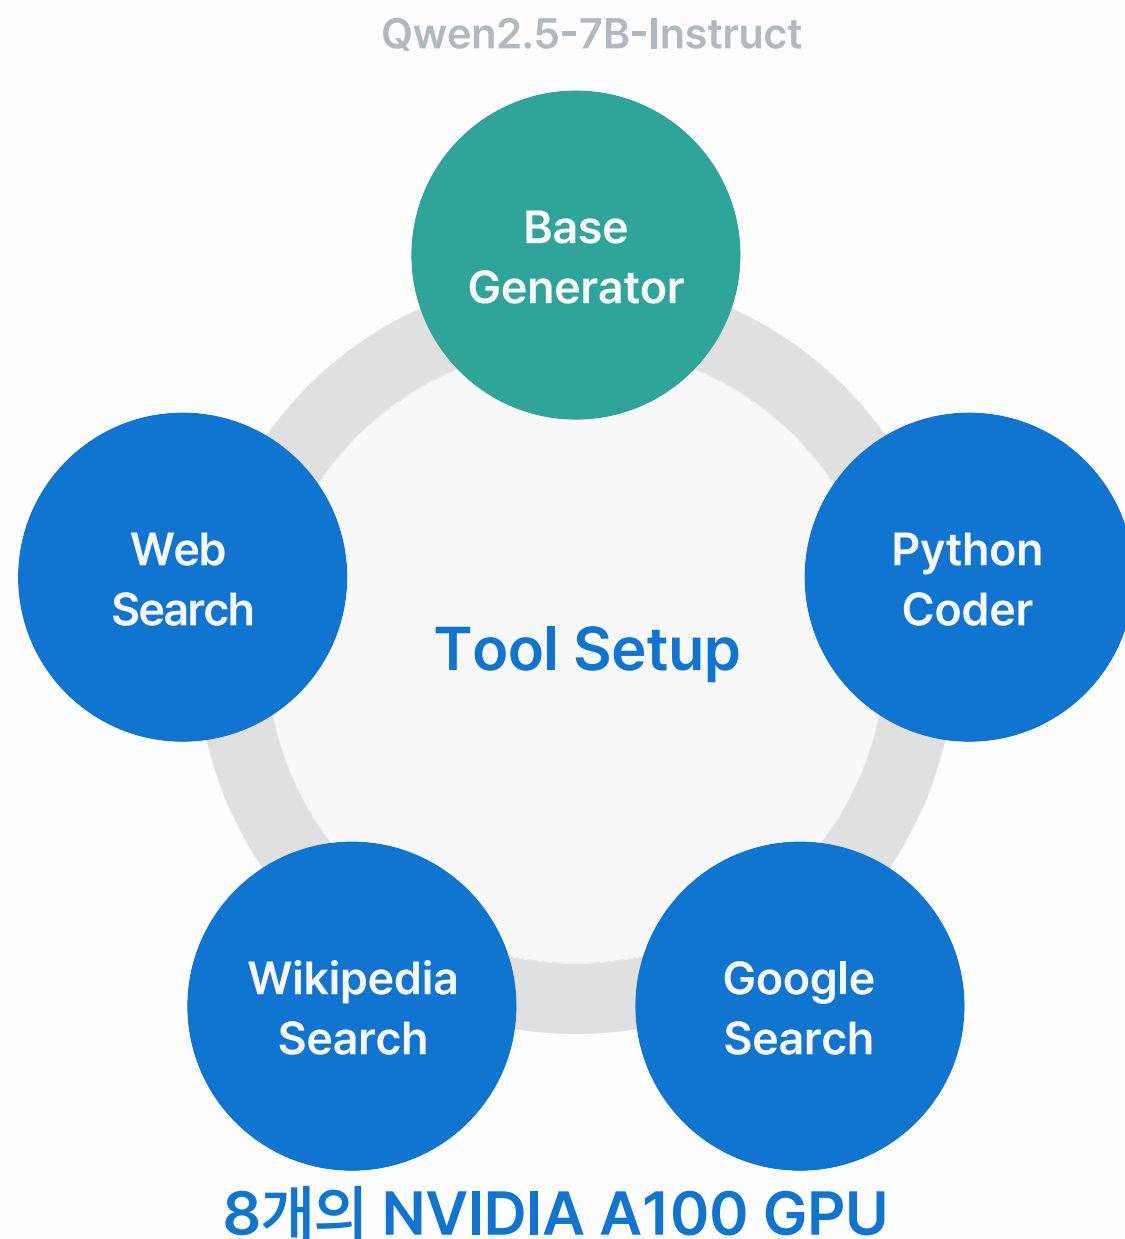 Qwen2.5-7B-Instruct
Base
Generator
Web
Search
Python
Coder
Tool Setup
Wikipedia
Search
Google
Search
8개의 NVIDIA A100 GPU